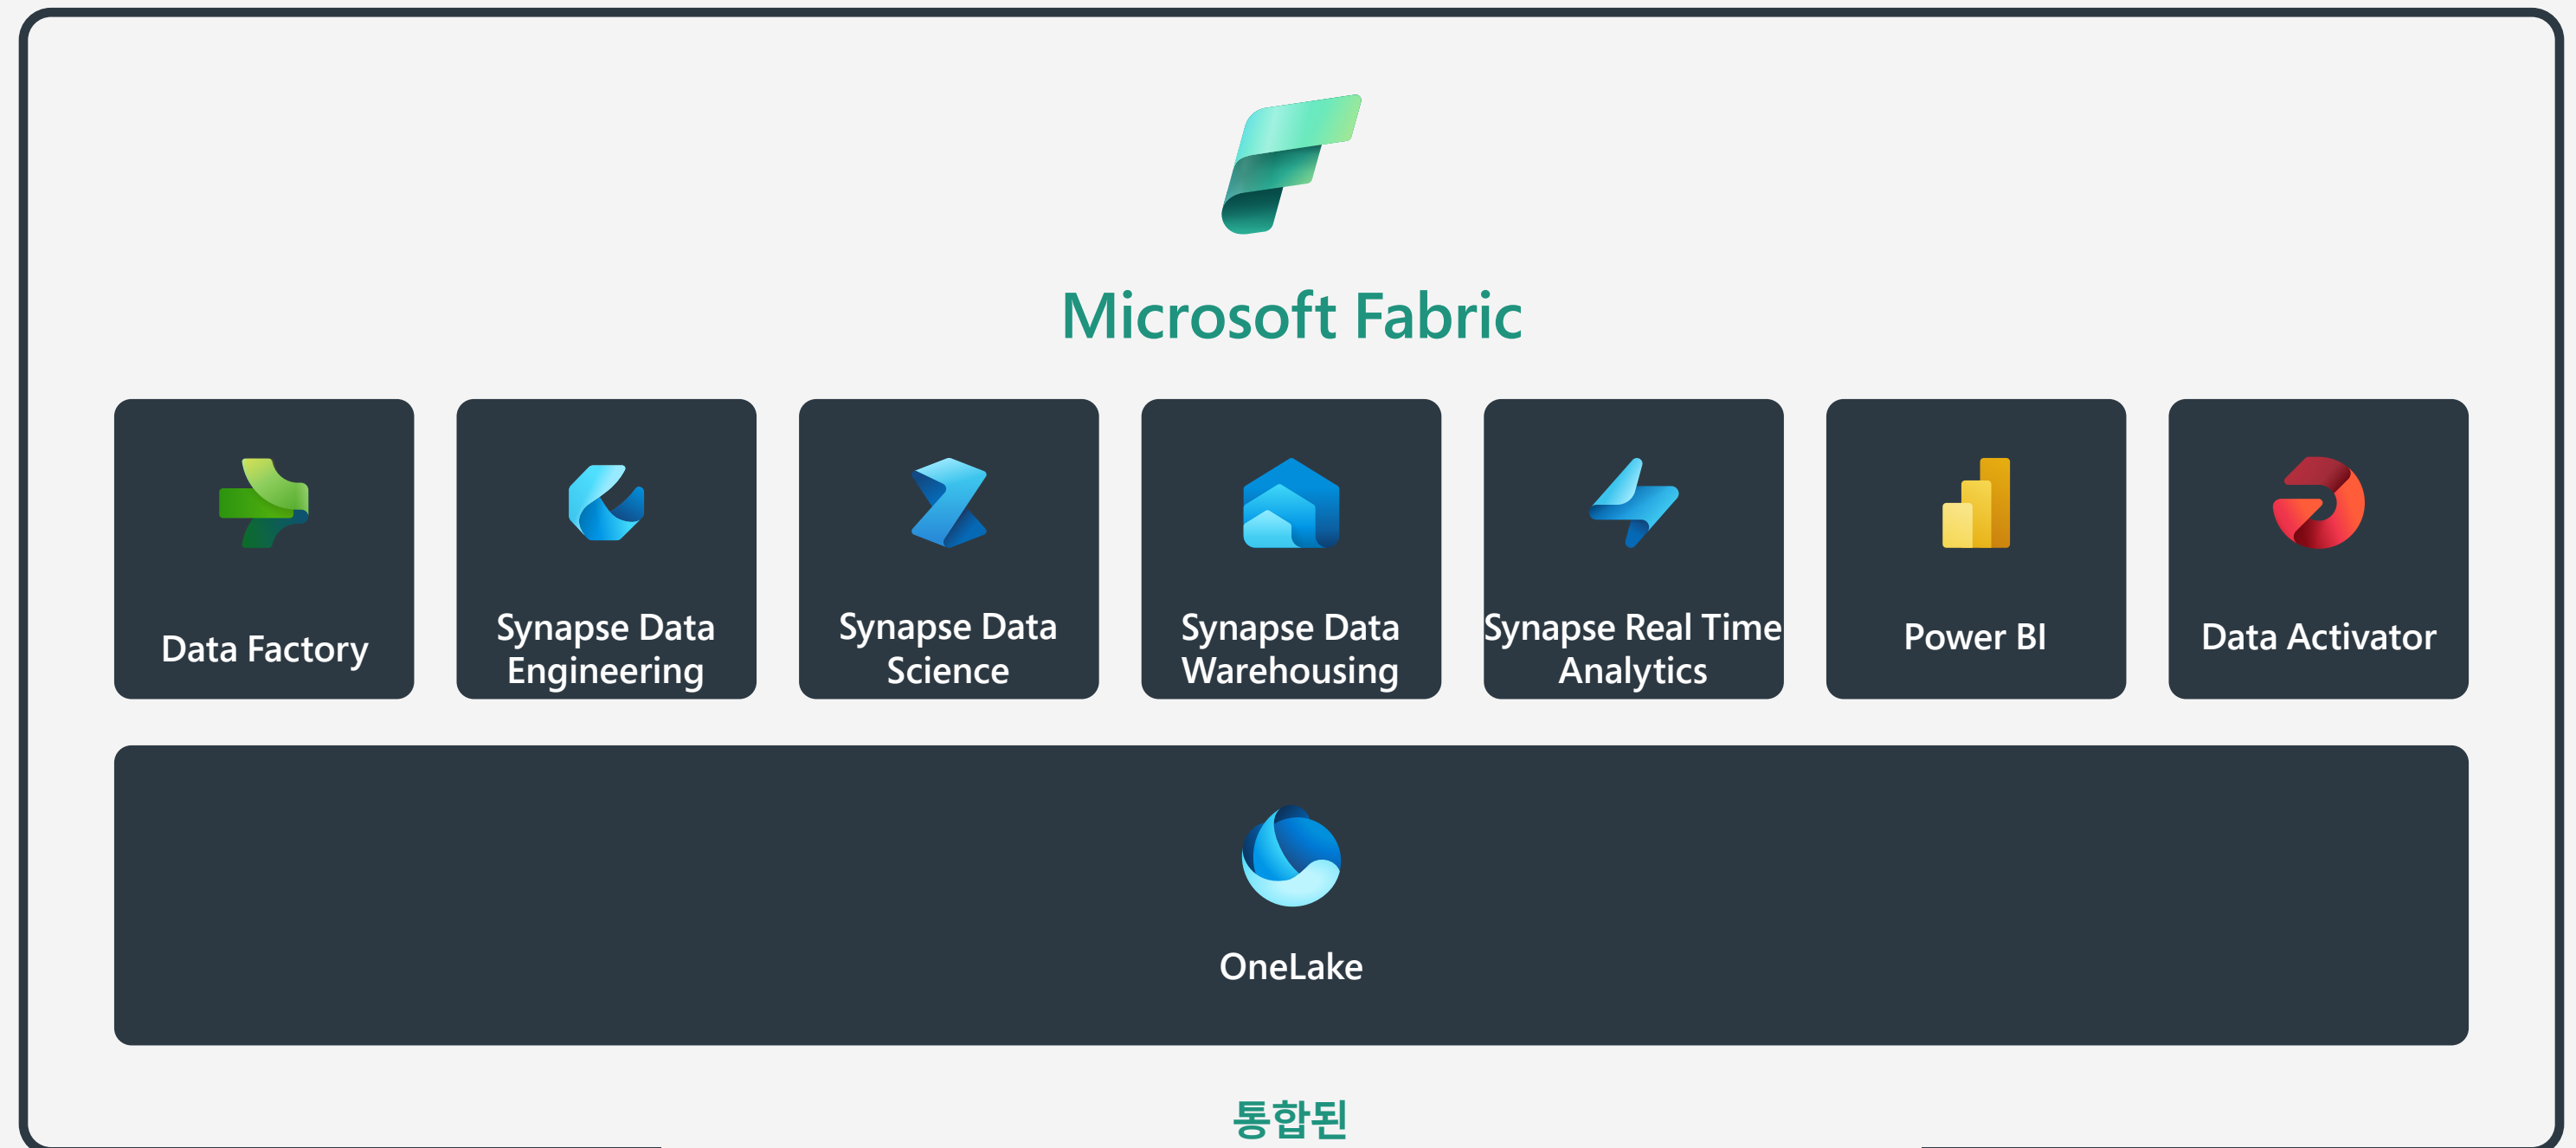 Microsoft Fabric
Data Factory
Synapse Data
Engineering
Synapse Data
Science
Synapse Data
Warehousing
Synapse Real Time
Analytics
Power BI
Data Activator
OneLake
통합된